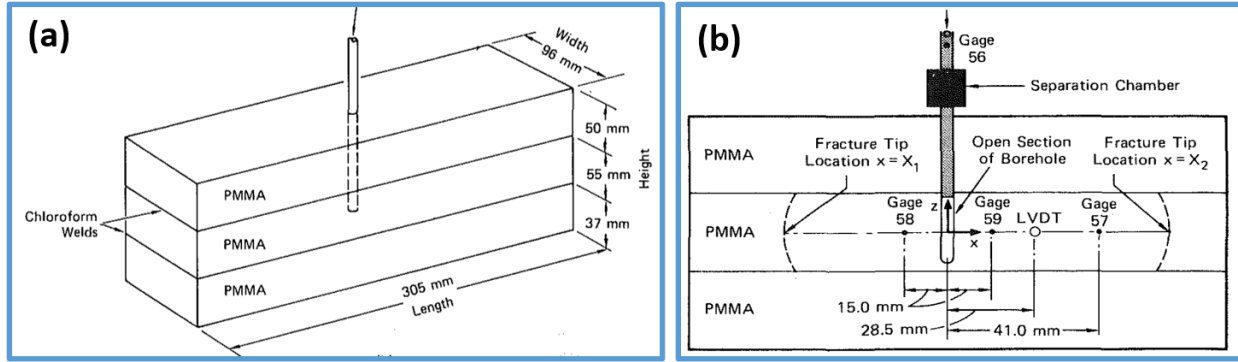 (a)
Width
96 mm
50 mm
55 mm
37 mm
Height
PMMA
PMMA
PMMA
Chloroform
Welds
305 mm
Length
(b)
Gage
56
Separation Chamber
Fracture Tip
Location x = X1
Open Section
of Borehole
Fracture Tip
Location x = X2
PMMA
PMMA
PMMA
Gage
58
z
x
Gage
59
LVDT
Gage
57
15.0 mm
28.5 mm
41.0 mm